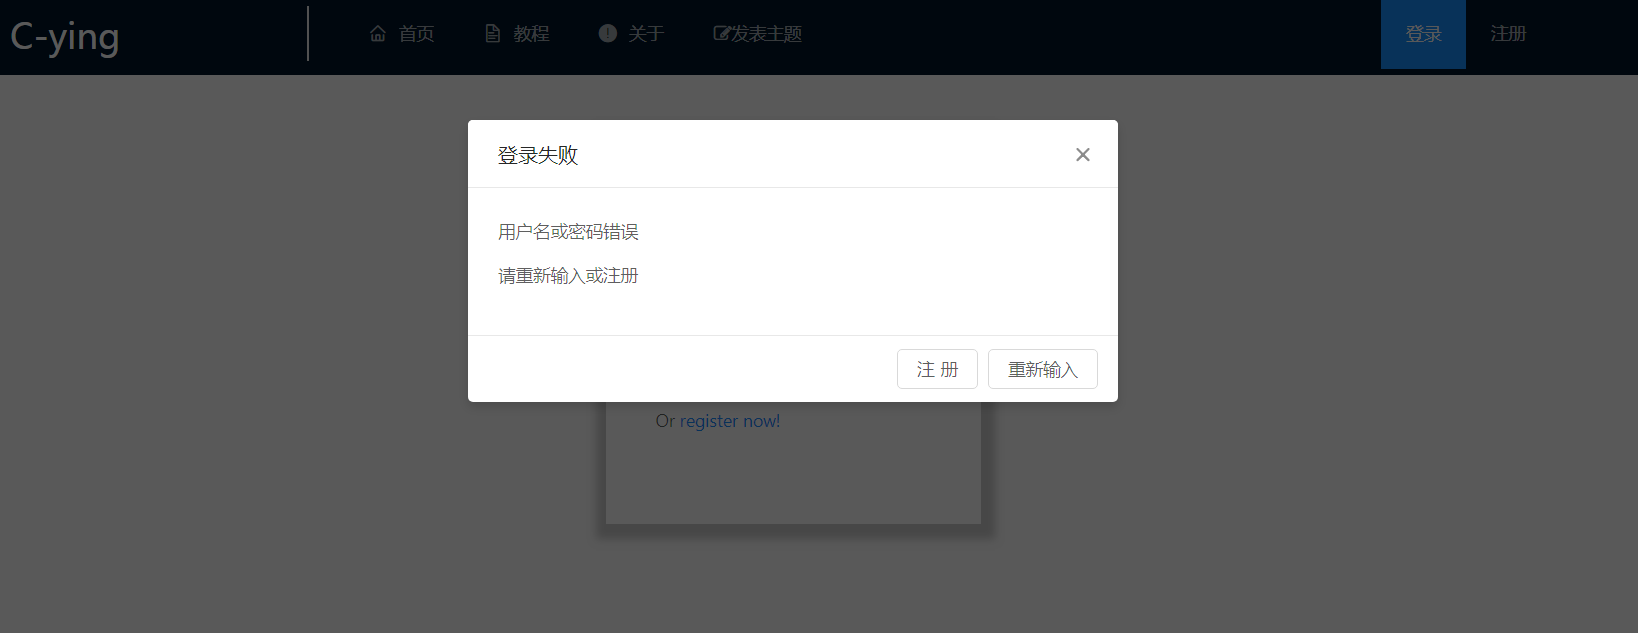 C-ying
首页
教程
关于
发表主题
登录
注册
登录失败
用户名或密码错误
请重新输入或注册
注 册
重新输入
Or register now!